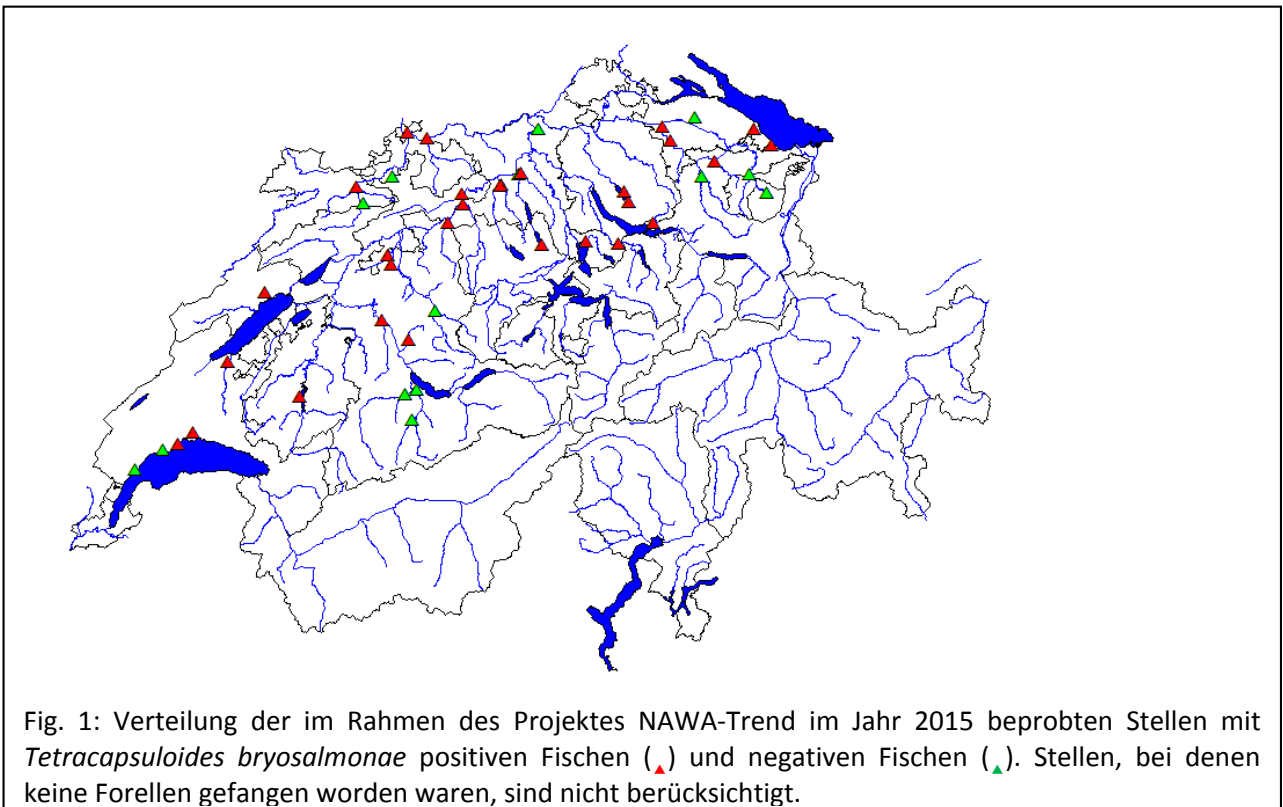 Fig. 1: Verteilung der im Rahmen des Projektes NAWA-Trend im Jahr 2015 beprobten Stellen mit
Tetracapsuloides bryosalmonae positiven Fischen (▲) und negativen Fischen (▲). Stellen, bei denen
keine Forellen gefangen worden waren, sind nicht berücksichtigt.